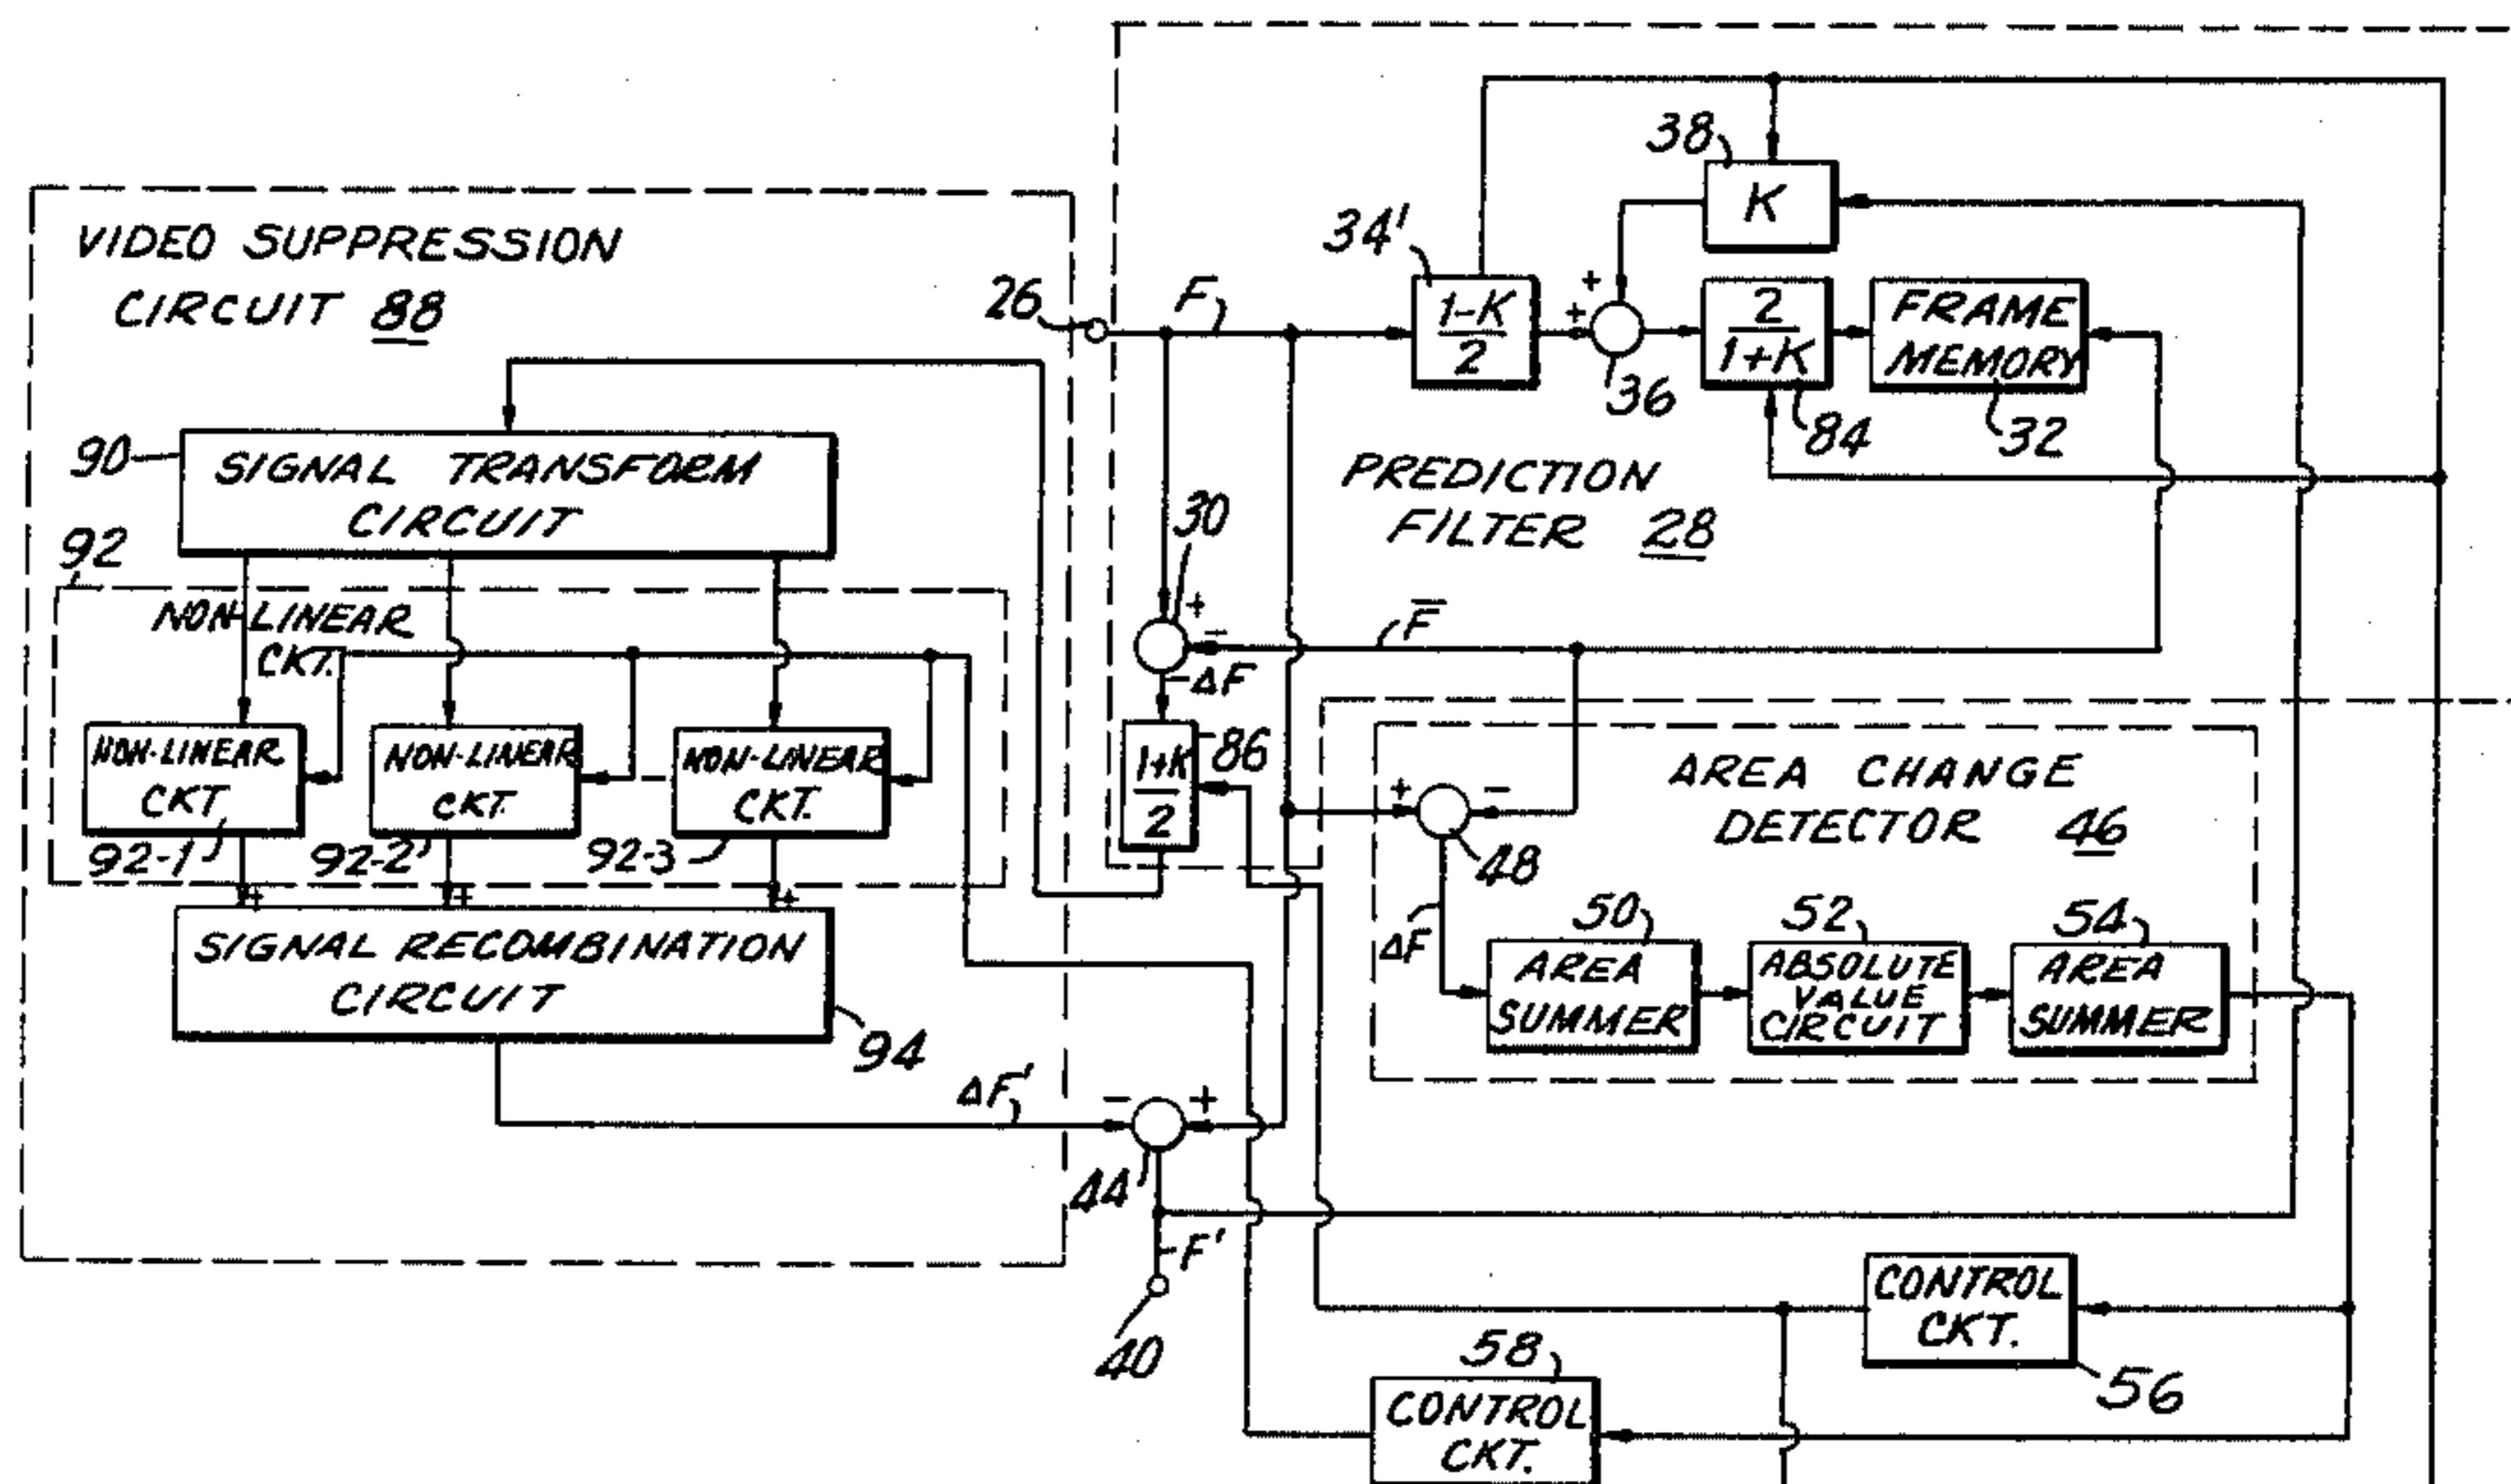 VIDEO SUPPRESSION
CIRCUIT 88
90
SIGNAL TRANSFORM
CIRCUIT
92
NON-LINEAR
CKT.
NON-LINEAR
CKT.
92-1
NON-LINEAR
CKT.
92-2
NON-LINEAR
CKT.
92-3
+
+
+
SIGNAL RECOMBINATION
CIRCUIT
94
ΔF'
26
F
34'
1-K
2
+
+
36
38
K
2
1+K
84
FRAME
MEMORY
32
PREDICTION
FILTER 28
30
+
-
F̅
ΔF
1+K
2
86
AREA CHANGE
DETECTOR 46
+
-
48
ΔF
50
AREA
SUMMER
52
ABSOLUTE
VALUE
CIRCUIT
54
AREA
SUMMER
-
+
44
F'
40
CONTROL
CKT.
56
58
CONTROL
CKT.